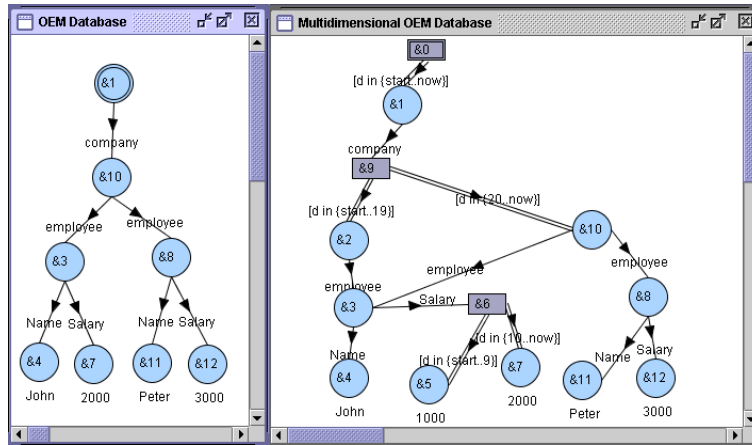 OEM Database
&1
company
&10
employee
employee
&3
&8
Name
Salary
Name
Salary
&4
&7
&11
&12
John
2000
Peter
3000
Multidimensional OEM Database
&0
[d in {start..now}]
&1
company
&9
[d in {start..19}]
[d in {20..now}]
&2
&10
employee
employee
employee
&3
Salary
&6
&8
[d in {10..now}]
Name
[d in {start..9}]
Name
Salary
&4
&5
&7
&11
&12
John
1000
2000
Peter
3000